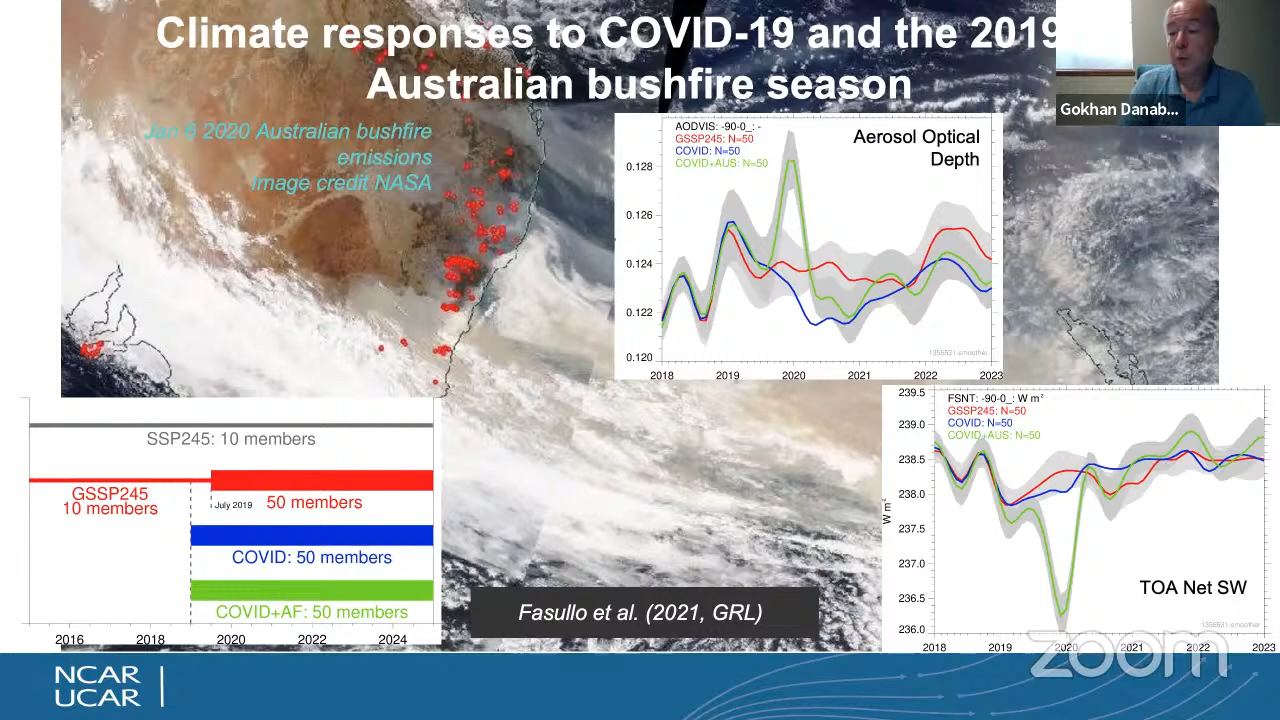 Climate responses to COVID-19 and the 2019
Australian bushfire season
Gokhan Danab...
Jan 6 2020 Australian bushfire
emissions
Image credit NASA
AODVIS: -90-0_: -
GSSP245: N=50
COVID: N=50
COVID+AUS: N=50
Aerosol Optical
Depth
0.128
0.126
0.124
0.122
0.120
1356531-smoother
2018 2019 2020 2021 2022 2023
SSP245: 10 members
GSSP245
10 members
July 2019
50 members
COVID: 50 members
COVID+AF: 50 members
2016 2018 2020 2022 2024
Fasullo et al. (2021, GRL)
FSNT: -90-0_: W m²
GSSP245: N=50
COVID: N=50
COVID+AUS: N=50
239.5
239.0
238.5
238.0
237.5
237.0
236.5
236.0
W m²
TOA Net SW
1356531-smoother
2018 2019 2020 2021 2022 2023
zoom
NCAR
UCAR